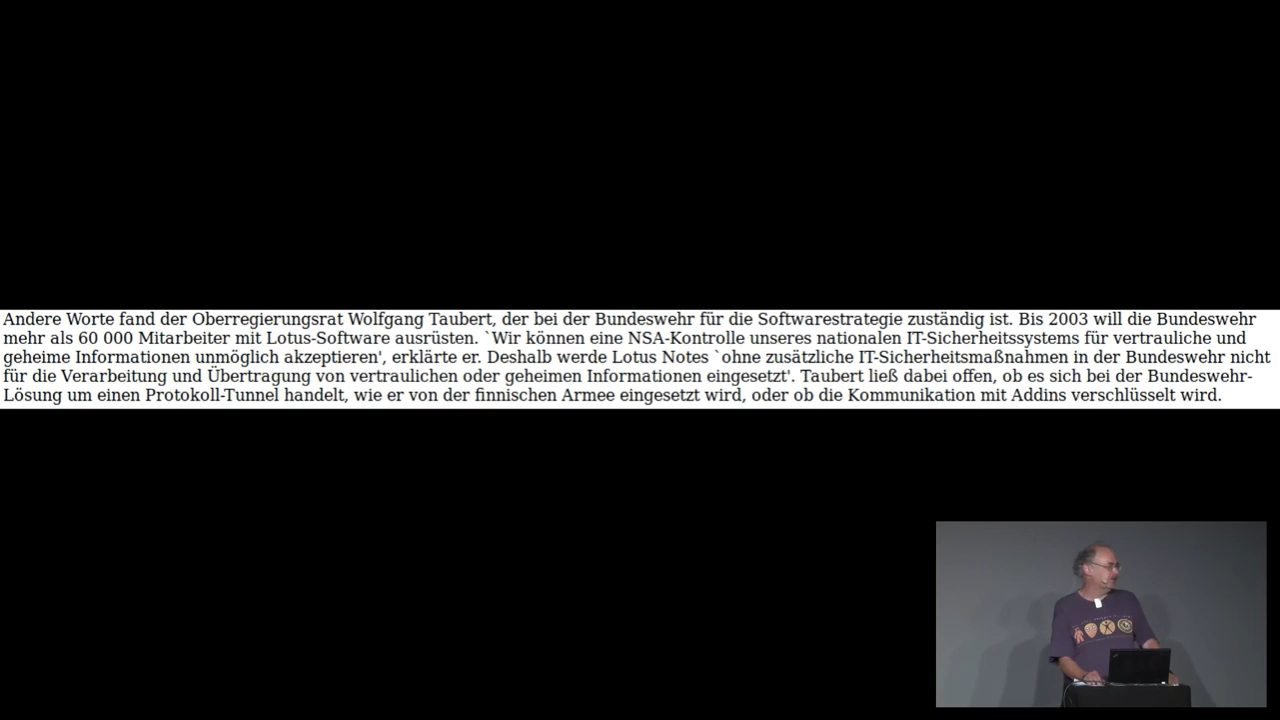 Andere Worte fand der Oberregierungsrat Wolfgang Taubert, der bei der Bundeswehr für die Softwarestrategie zuständig ist. Bis 2003 will die Bundeswehr
mehr als 60 000 Mitarbeiter mit Lotus-Software ausrüsten. `Wir können eine NSA-Kontrolle unseres nationalen IT-Sicherheitssystems für vertrauliche und
geheime Informationen unmöglich akzeptieren', erklärte er. Deshalb werde Lotus Notes `ohne zusätzliche IT-Sicherheitsmaßnahmen in der Bundeswehr nicht
für die Verarbeitung und Übertragung von vertraulichen oder geheimen Informationen eingesetzt'. Taubert ließ dabei offen, ob es sich bei der Bundeswehr-
Lösung um einen Protokoll-Tunnel handelt, wie er von der finnischen Armee eingesetzt wird, oder ob die Kommunikation mit Addins verschlüsselt wird.